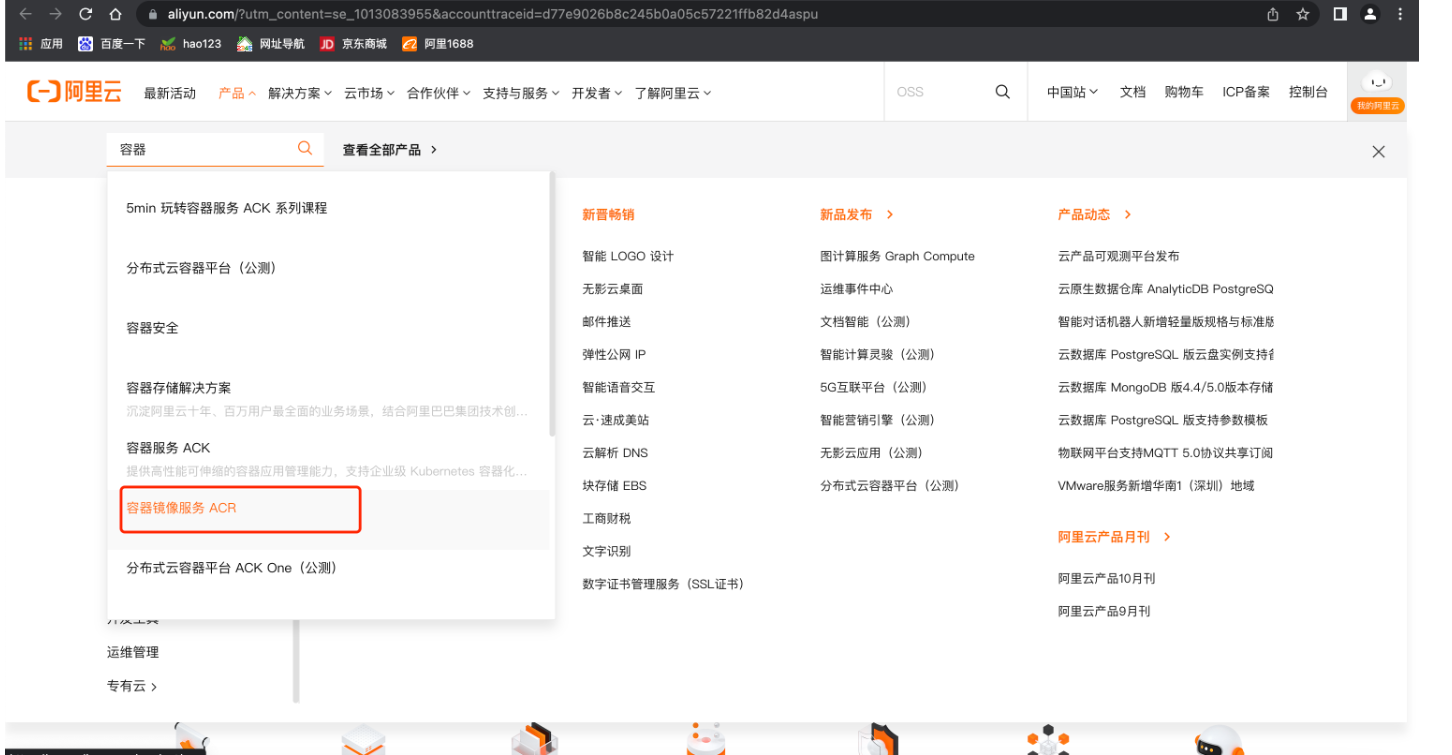 aliyun.com/?utm_content=se_1013083955&accounttraceid=d77e9026b8c245b0a05c57221ffb82d4aspu
应用 百度一下 hao123 网址导航 JD 京东商城 阿里1688
阿里云 最新活动 产品 解决方案 云市场 合作伙伴 支持与服务 开发者 了解阿里云 OSS 中国站 文档 购物车 ICP备案 控制台
我的阿里云
容器 查看全部产品
5min 玩转容器服务 ACK 系列课程
分布式云容器平台（公测）
容器安全
容器存储解决方案
沉淀阿里云十年，百万用户最全面的业务场景，结合阿里巴巴集团技术创...
容器服务 ACK
提供高性能可伸缩的容器应用管理能力，支持企业级 Kubernetes 容器化...
容器镜像服务 ACR
分布式云容器平台 ACK One（公测）
运维管理
专有云
新晋畅销
智能 LOGO 设计
无影云桌面
邮件推送
弹性公网 IP
智能语音交互
云·速成美站
云解析 DNS
块存储 EBS
工商财税
文字识别
数字证书管理服务（SSL证书）
新品发布
图计算服务 Graph Compute
运维事件中心
文档智能（公测）
智能计算灵骏（公测）
5G互联平台（公测）
智能营销引擎（公测）
无影云应用（公测）
分布式云容器平台（公测）
产品动态
云产品可观测平台发布
云原生数据仓库 AnalyticDB PostgreSQ
智能对话机器人新增轻量版规格与标准版
云数据库 PostgreSQL 版云盘实例支持
云数据库 MongoDB 版4.4/5.0版本存储
云数据库 PostgreSQL 版支持参数模板
物联网平台支持MQTT 5.0协议共享订阅
VMware服务新增华南1（深圳）地域
阿里云产品月刊
阿里云产品10月刊
阿里云产品9月刊